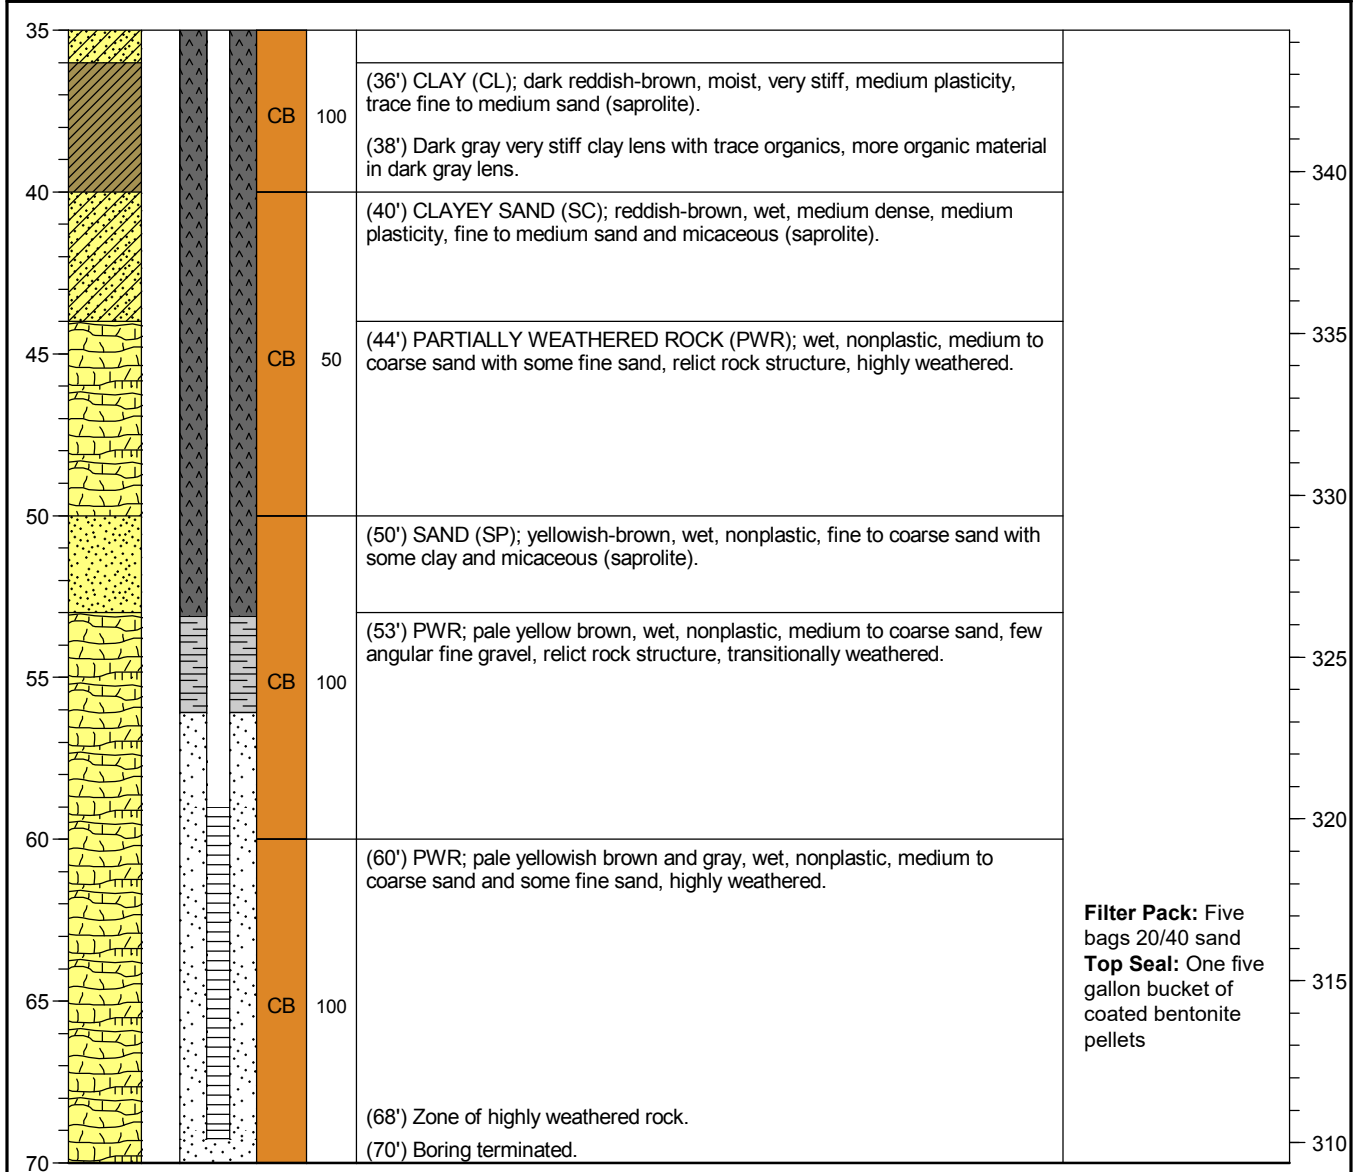 35
(36') CLAY (CL); dark reddish-brown, moist, very stiff, medium plasticity,
trace fine to medium sand (saprolite).
CB
100
(38') Dark gray very stiff clay lens with trace organics, more organic material
in dark gray lens.
340
40
(40') CLAYEY SAND (SC); reddish-brown, wet, medium dense, medium
plasticity, fine to medium sand and micaceous (saprolite).
335
(44') PARTIALLY WEATHERED ROCK (PWR); wet, nonplastic, medium to
coarse sand with some fine sand, relict rock structure, highly weathered.
45
CB
50
330
50
(50') SAND (SP); yellowish-brown, wet, nonplastic, fine to coarse sand with
some clay and micaceous (saprolite).
(53') PWR; pale yellow brown, wet, nonplastic, medium to coarse sand, few
angular fine gravel, relict rock structure, transitionally weathered.
325
55
CB
100
320
60
(60') PWR; pale yellowish brown and gray, wet, nonplastic, medium to
coarse sand and some fine sand, highly weathered.
Filter Pack: Five
bags 20/40 sand
Top Seal: One five
gallon bucket of
coated bentonite
pellets
315
65
CB
100
(68') Zone of highly weathered rock.
310
(70') Boring terminated.
70